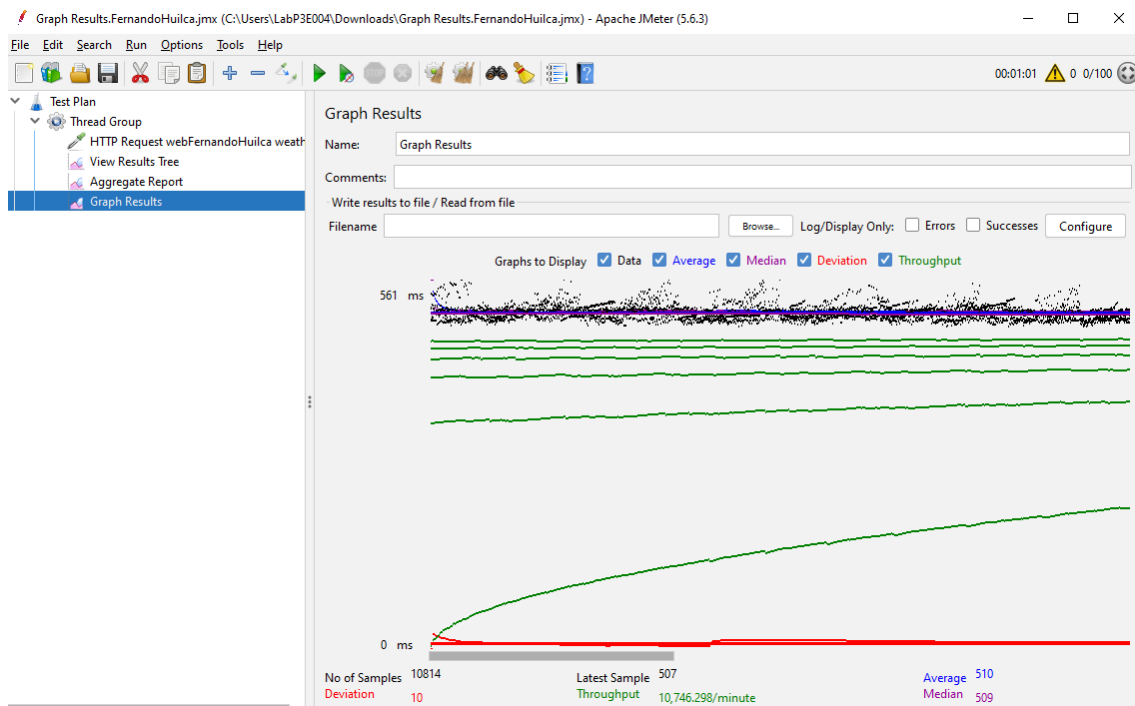 Graph Results.FernandoHuilca.jmx (C:\Users\LabP3E004\Downloads\Graph Results.FernandoHuilca.jmx) - Apache JMeter (5.6.3)
File Edit Search Run Options Tools Help
STOP 00:01:01 0 0/100
Test Plan
Thread Group
HTTP Request webFernandoHuilca weath
View Results Tree
Aggregate Report
Graph Results
Graph Results
Name: Graph Results
Comments:
Write results to file / Read from file
Filename Browse... Log/Display Only: Errors Successes Configure
Graphs to Display Data Average Median Deviation Throughput
561 ms
0 ms
No of Samples 10814 Latest Sample 507 Average 510
Deviation 10 Throughput 10,746.298/minute Median 509